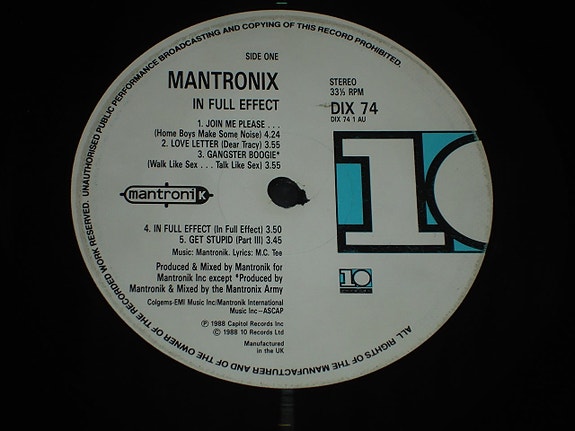 UNAUTHORISED PUBLIC PERFORMANCE BROADCASTING AND COPYING OF THIS RECORD PROHIBITED.
SIDE ONE
MANTRONIX
IN FULL EFFECT
STEREO
33⅓ RPM
DIX 74
DIX 74 1 AU
1. JOIN ME PLEASE . . .
(Home Boys Make Some Noise) 4.24
2. LOVE LETTER (Dear Tracy) 3.55
3. GANGSTER BOOGIE*
(Walk Like Sex . . . Talk Like Sex) 3.55
mantroniK
10
4. IN FULL EFFECT (In Full Effect) 3.50
5. GET STUPID (Part III) 3.45
Music: Mantronik. Lyrics: M.C. Tee
Produced & Mixed by Mantronik for
Mantronik Inc except *Produced by
Mantronik & Mixed by the Mantronix Army
Colgems-EMI Music Inc/Mantronik International
Music Inc–ASCAP
10
℗ 1988 Capitol Records Inc
© 1988 10 Records Ltd
Manufactured
in the UK
ALL RIGHTS OF THE MANUFACTURER AND OF THE OWNER OF THE RECORDED WORK RESERVED.